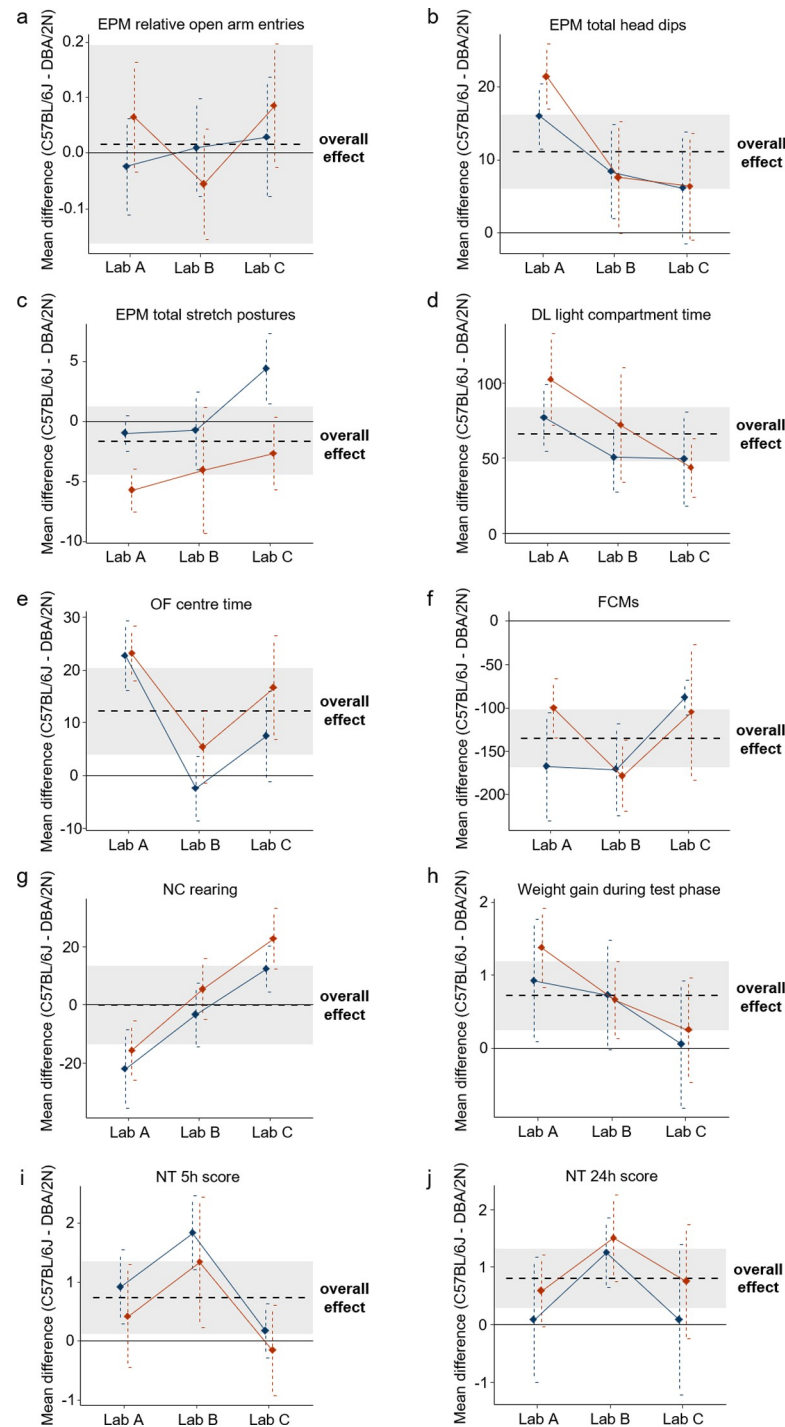 a
EPM relative open arm entries
Mean difference (C57BL/6J - DBA/2N)
0.2
0.1
0.0
-0.1
overall
effect
Lab A
Lab B
Lab C
b
EPM total head dips
Mean difference (C57BL/6J - DBA/2N)
20
10
0
overall
effect
Lab A
Lab B
Lab C
c
EPM total stretch postures
Mean difference (C57BL/6J - DBA/2N)
5
0
-5
-10
overall
effect
Lab A
Lab B
Lab C
d
DL light compartment time
Mean difference (C57BL/6J - DBA/2N)
100
50
0
overall
effect
Lab A
Lab B
Lab C
e
OF centre time
Mean difference (C57BL/6J - DBA/2N)
30
20
10
0
-10
overall
effect
Lab A
Lab B
Lab C
f
FCMs
Mean difference (C57BL/6J - DBA/2N)
0
-50
-100
-150
-200
overall
effect
Lab A
Lab B
Lab C
g
NC rearing
Mean difference (C57BL/6J - DBA/2N)
20
0
-20
overall
effect
Lab A
Lab B
Lab C
h
Weight gain during test phase
Mean difference (C57BL/6J - DBA/2N)
2
1
0
overall
effect
Lab A
Lab B
Lab C
i
NT 5h score
Mean difference (C57BL/6J - DBA/2N)
2
1
0
-1
overall
effect
Lab A
Lab B
Lab C
j
NT 24h score
Mean difference (C57BL/6J - DBA/2N)
2
1
0
-1
overall
effect
Lab A
Lab B
Lab C